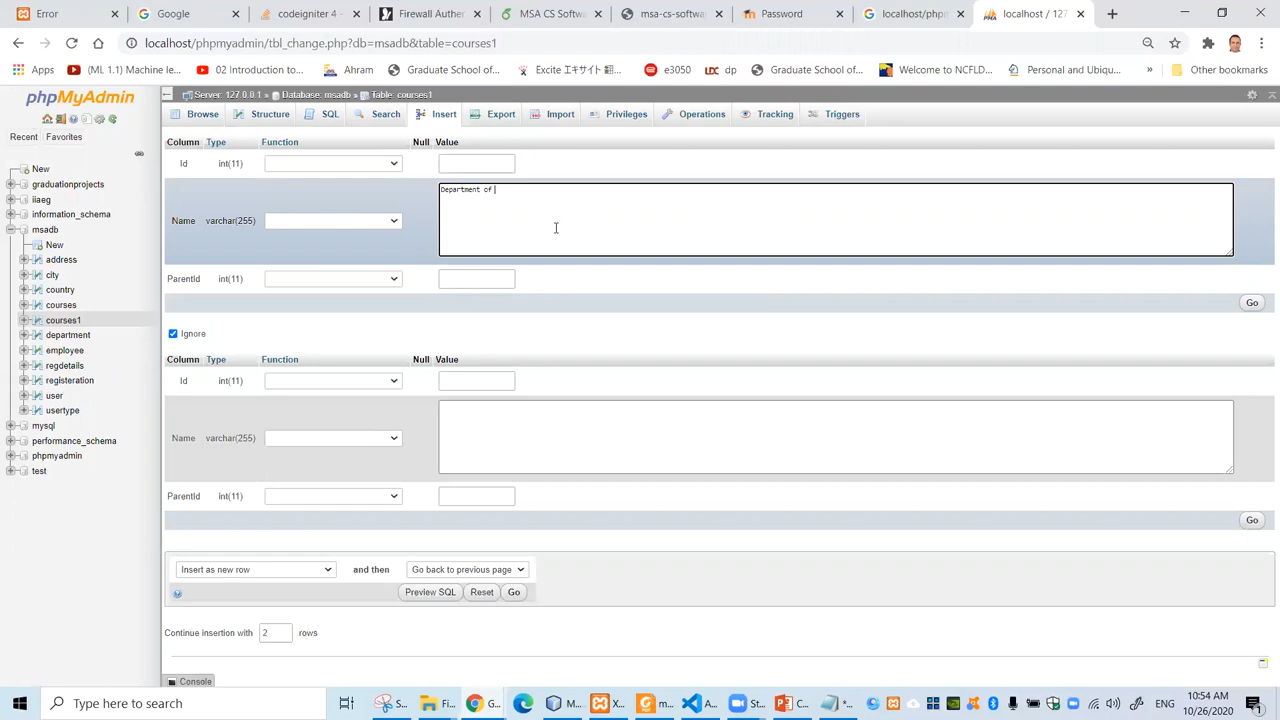 Error
Google
codeigniter 4 -
Firewall Auther
MSA CS Softw
msa-cs-softw
Password
localhost/phpm
localhost / 127
localhost/phpmyadmin/tbl_change.php?db=msadb&table=courses1
Apps
(ML 1.1) Machine le...
02 Introduction to...
Ahram
Graduate School of...
Excite エキサイト 翻...
e3050
dp
Graduate School of...
Welcome to NCFLD...
Personal and Ubiqu...
»
Other bookmarks
phpMyAdmin
Recent
Favorites
New
graduationprojects
iiaeg
information_schema
msadb
New
address
city
country
courses
courses1
department
employee
regdetails
registeration
user
usertype
mysql
performance_schema
phpmyadmin
test
Server: 127.0.0.1 » Database: msadb » Table: courses1
Browse
Structure
SQL
Search
Insert
Export
Import
Privileges
Operations
Tracking
Triggers
Column Type Function Null Value
Id int(11)
Name varchar(255)
Department of
ParentId int(11)
Go
Ignore
Column Type Function Null Value
Id int(11)
Name varchar(255)
ParentId int(11)
Go
Insert as new row
and then
Go back to previous page
Preview SQL
Reset
Go
Continue insertion with 2 rows
Console
Type here to search
S...
Fi...
G...
M...
X...
m...
A...
St...
C...
ENG
10:54 AM
10/26/2020